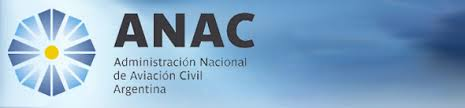 ANAC
Administración Nacional
de Aviación Civil
Argentina